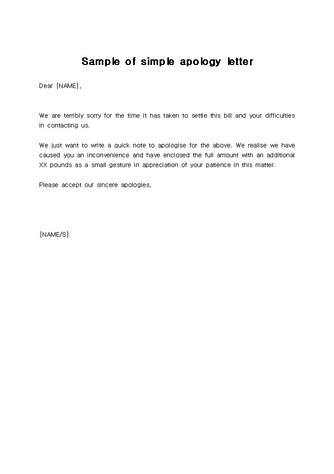 Sample of simple apology letter
Dear [NAME],
We are terribly sorry for the time it has taken to settle this bill and your difficulties
in contacting us.
We just want to write a quick note to apologise for the above. We realise we have
caused you an inconvenience and have enclosed the full amount with an additional
XX pounds as a small gesture in appreciation of your patience in this matter.
Please accept our sincere apologies,
[NAME/S]